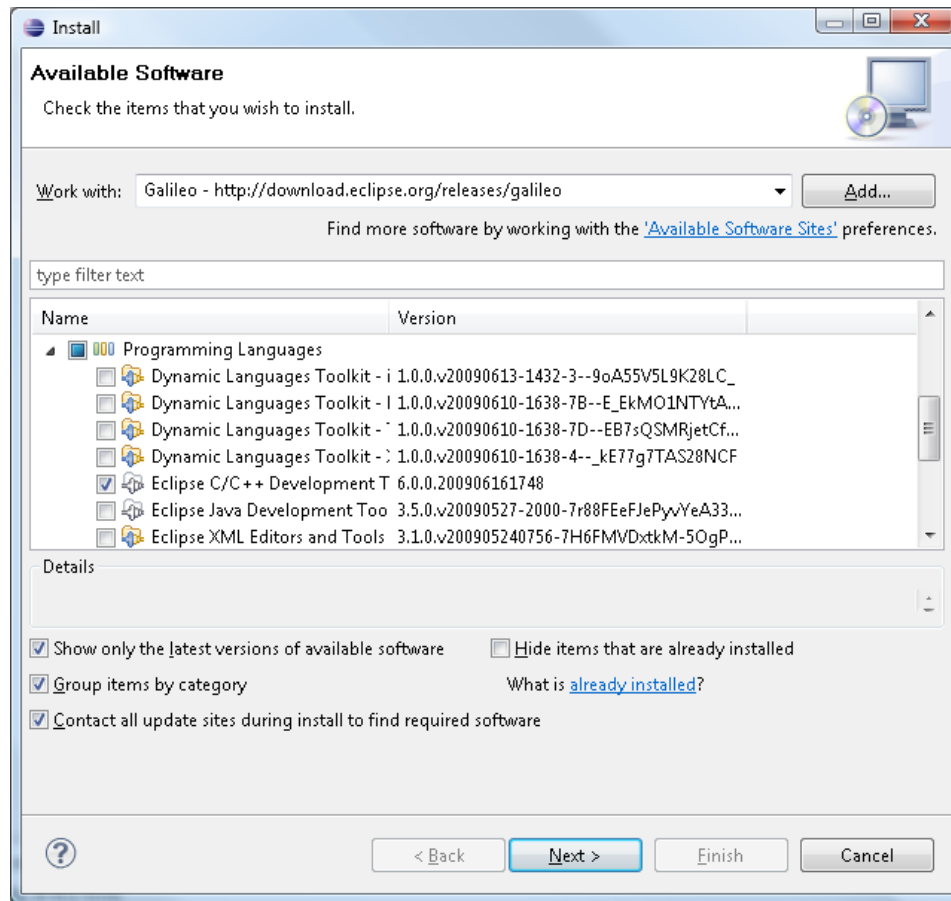 Install
Available Software
Check the items that you wish to install.
Work with: Galileo - http://download.eclipse.org/releases/galileo Add...
Find more software by working with the 'Available Software Sites' preferences.
type filter text
Name Version
Programming Languages
Dynamic Languages Toolkit - i 1.0.0.v20090613-1432-3--9oA55V5L9K28LC_
Dynamic Languages Toolkit - 1.0.0.v20090610-1638-7B--E_EkMO1NTYtA...
Dynamic Languages Toolkit - 1.0.0.v20090610-1638-7D--EB7sQSMRjetCf...
Dynamic Languages Toolkit - 1.0.0.v20090610-1638-4--_kE77g7TAS28NCF
Eclipse C/C++ Development T 6.0.0.200906161748
Eclipse Java Development Too 3.5.0.v20090527-2000-7r88FEeFJePyvYeA33...
Eclipse XML Editors and Tools 3.1.0.v200905240756-7H6FMVDxtkM-5OgP...
Details
Show only the latest versions of available software Hide items that are already installed
Group items by category What is already installed?
Contact all update sites during install to find required software
? < Back Next > Finish Cancel